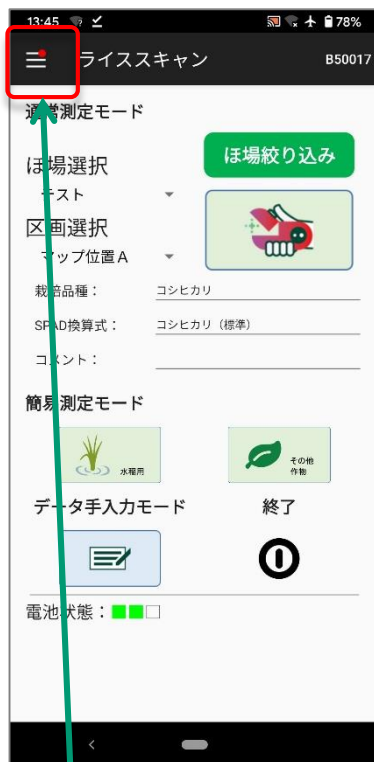 13:45 78%
ライススキャン B50017
通常測定モード
ほ場選択 ほ場絞り込み
テスト
区画選択
マップ位置A
栽培品種： コシヒカリ
SPAD換算式： コシヒカリ（標準）
コメント：
簡易測定モード
水稲用 その他
作物
データ手入力モード 終了
電池状態：